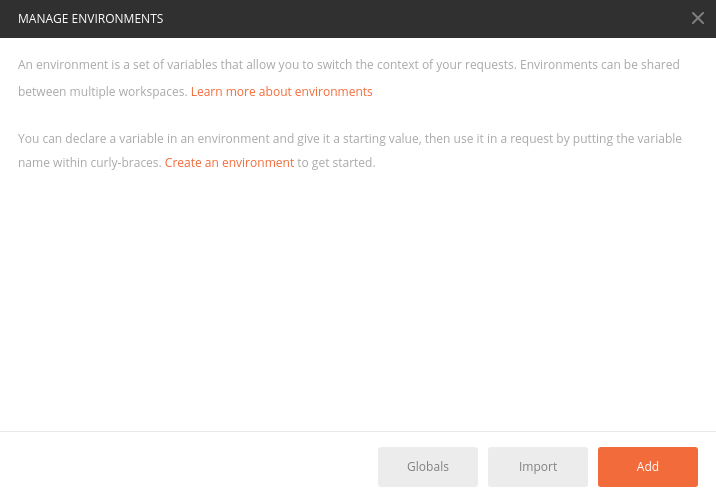 MANAGE ENVIRONMENTS
An environment is a set of variables that allow you to switch the context of your requests. Environments can be shared
between multiple workspaces. Learn more about environments
You can declare a variable in an environment and give it a starting value, then use it in a request by putting the variable
name within curly-braces. Create an environment to get started.
Globals
Import
Add